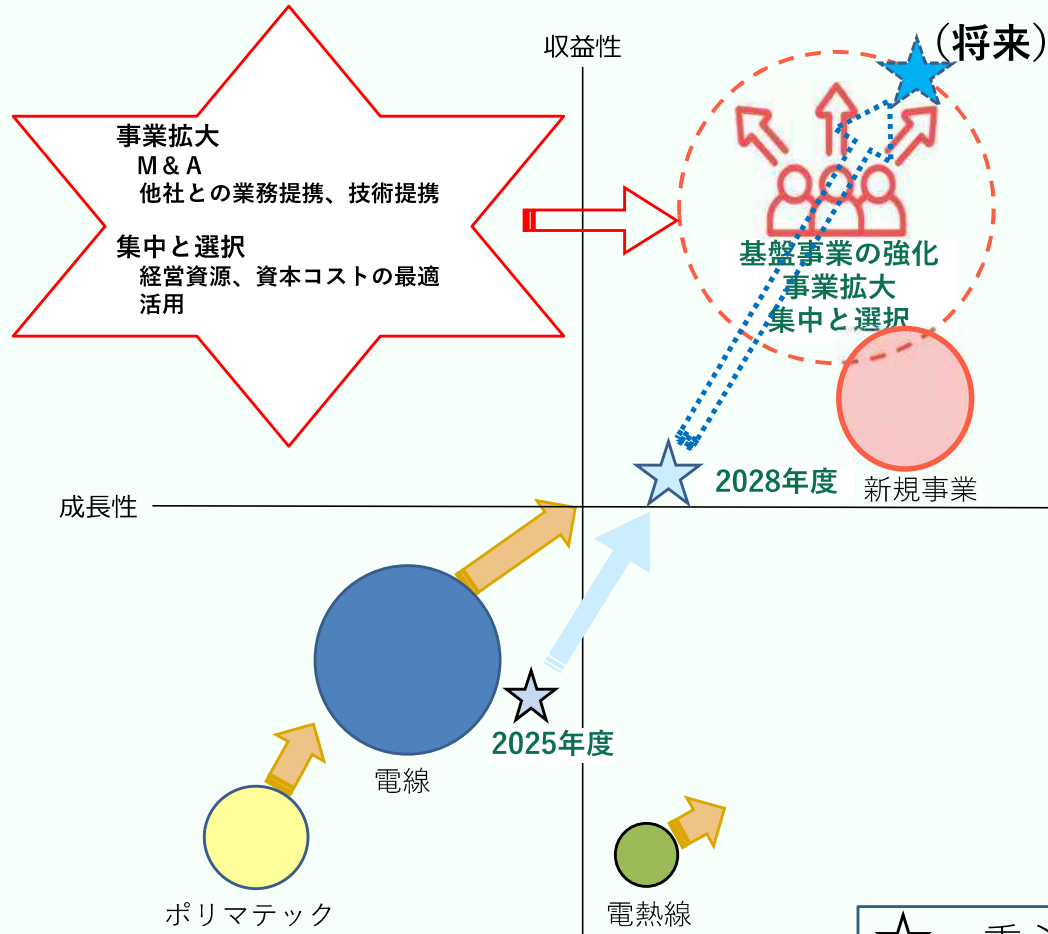 (将来)
収益性
事業拡大
M & A
他社との業務提携、技術提携
集中と選択
経営資源、資本コストの最適
活用
基盤事業の強化
事業拡大
集中と選択
2028年度
新規事業
成長性
2025年度
電線
ポリマテック
電熱線